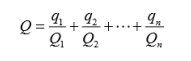 Q = q₁/Q₁ + q₂/Q₂ + ··· + qₙ/Qₙ